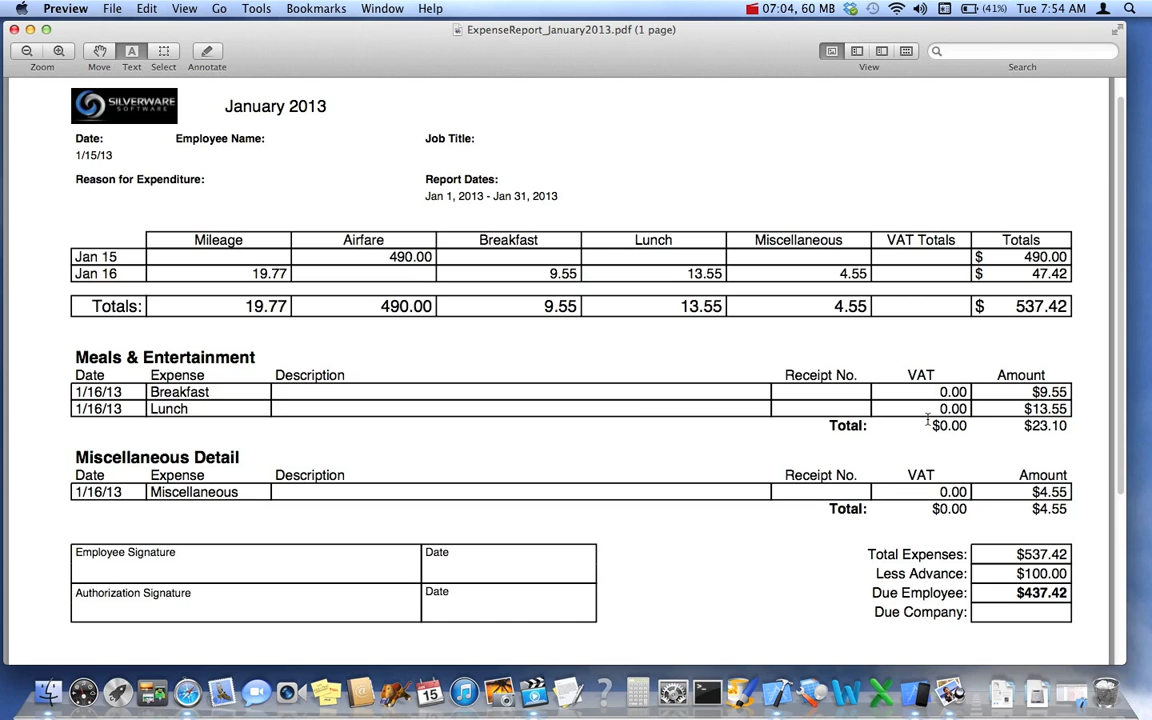 Preview File Edit View Go Tools Bookmarks Window Help 07:04, 60 MB (41%) Tue 7:54 AM
ExpenseReport_January2013.pdf (1 page)
A
Zoom Move Text Select Annotate View Search
SILVERWARE
SOFTWARE
January 2013
Date: Employee Name: Job Title:
1/15/13
Reason for Expenditure: Report Dates:
Jan 1, 2013 - Jan 31, 2013
Mileage Airfare Breakfast Lunch Miscellaneous VAT Totals Totals
Jan 15 490.00 $ 490.00
Jan 16 19.77 9.55 13.55 4.55 $ 47.42
Totals: 19.77 490.00 9.55 13.55 4.55 $ 537.42
Meals & Entertainment
Date Expense Description Receipt No. VAT Amount
1/16/13 Breakfast 0.00 $9.55
1/16/13 Lunch 0.00 $13.55
Total: $0.00 $23.10
Miscellaneous Detail
Date Expense Description Receipt No. VAT Amount
1/16/13 Miscellaneous 0.00 $4.55
Total: $0.00 $4.55
Employee Signature Date
Authorization Signature Date
Total Expenses: $537.42
Less Advance: $100.00
Due Employee: $437.42
Due Company:
15